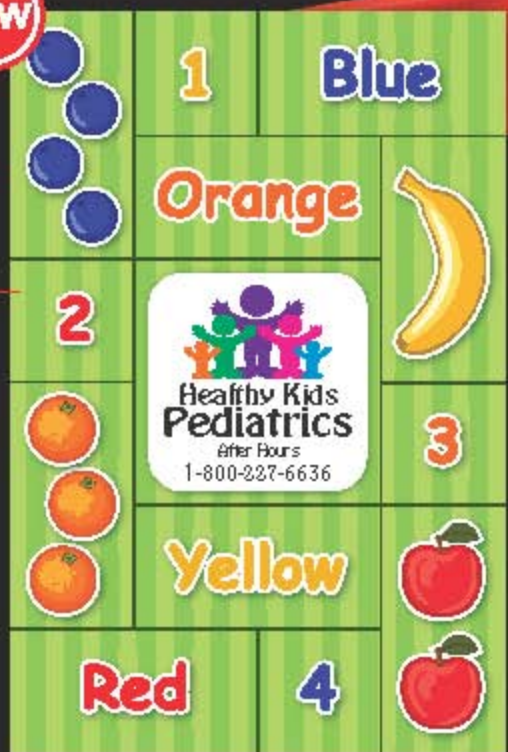 W
1
Blue
Orange
2
Healthy Kids
Pediatrics
After Hours
1-800-227-6636
3
Yellow
Red
4